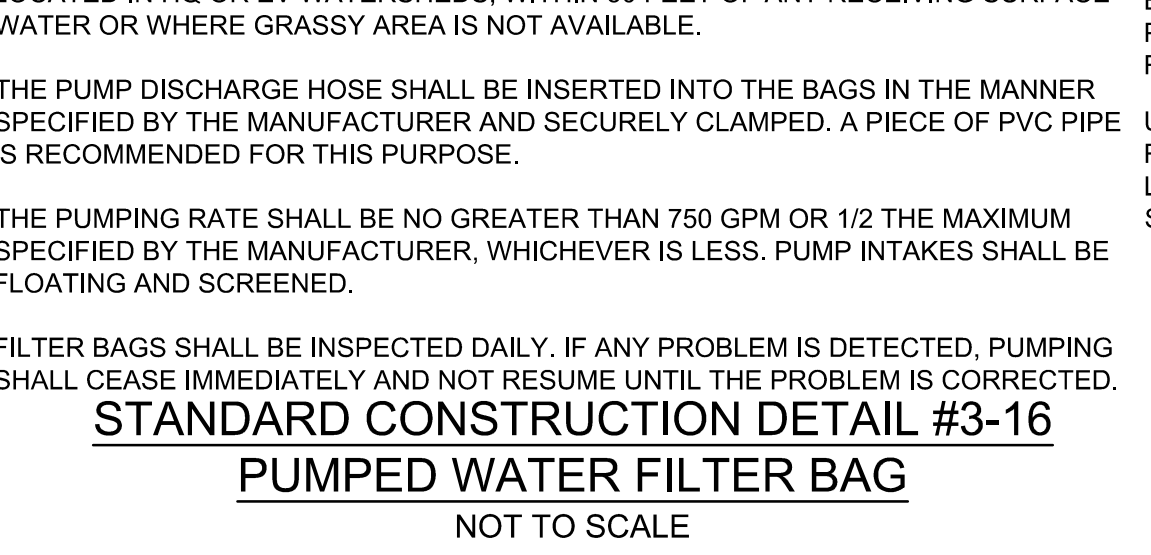 WATER OR WHERE GRASSY AREA IS NOT AVAILABLE.
THE PUMP DISCHARGE HOSE SHALL BE INSERTED INTO THE BAGS IN THE MANNER
SPECIFIED BY THE MANUFACTURER AND SECURELY CLAMPED. A PIECE OF PVC PIPE
IS RECOMMENDED FOR THIS PURPOSE.
THE PUMPING RATE SHALL BE NO GREATER THAN 750 GPM OR 1/2 THE MAXIMUM
SPECIFIED BY THE MANUFACTURER, WHICHEVER IS LESS. PUMP INTAKES SHALL BE
FLOATING AND SCREENED.
FILTER BAGS SHALL BE INSPECTED DAILY. IF ANY PROBLEM IS DETECTED, PUMPING
SHALL CEASE IMMEDIATELY AND NOT RESUME UNTIL THE PROBLEM IS CORRECTED.
STANDARD CONSTRUCTION DETAIL #3-16
PUMPED WATER FILTER BAG
NOT TO SCALE